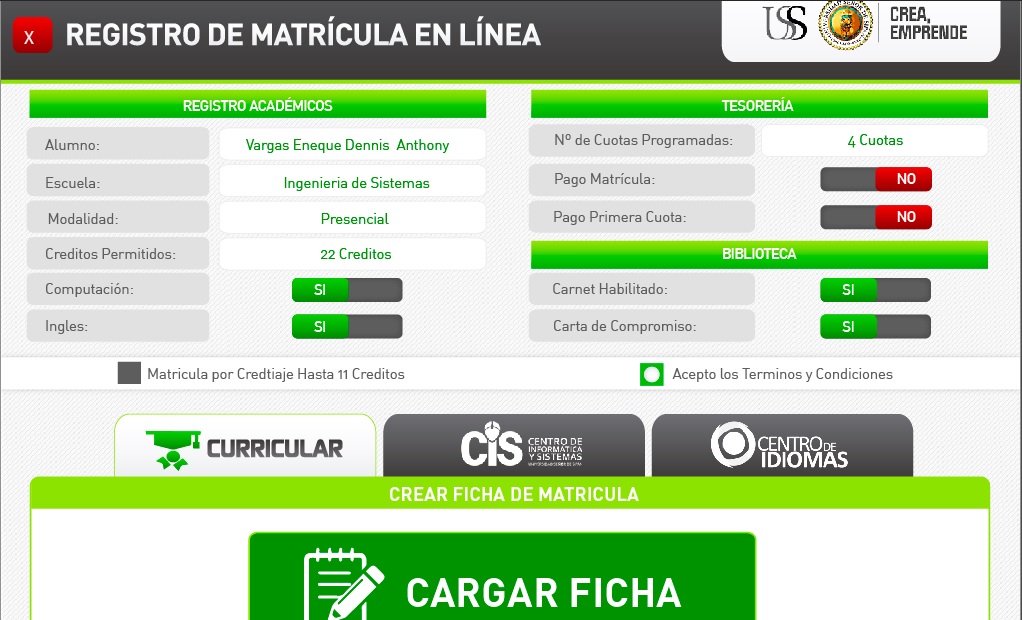 X
REGISTRO DE MATRÍCULA EN LÍNEA
USS
CREA,
EMPRENDE
REGISTRO ACADÉMICOS
Alumno:
Vargas Eneque Dennis Anthony
Escuela:
Ingenieria de Sistemas
Modalidad:
Presencial
Creditos Permitidos:
22 Creditos
Computación:
SI
Ingles:
SI
TESORERÍA
Nº de Cuotas Programadas:
4 Cuotas
Pago Matrícula:
NO
Pago Primera Cuota:
NO
BIBLIOTECA
Carnet Habilitado:
SI
Carta de Compromiso:
SI
Matricula por Credtiaje Hasta 11 Creditos
Acepto los Terminos y Condiciones
CURRICULAR
CIS
CENTRO DE
INFORMATICA
Y SISTEMAS
CENTRO DE
IDIOMAS
CREAR FICHA DE MATRICULA
CARGAR FICHA